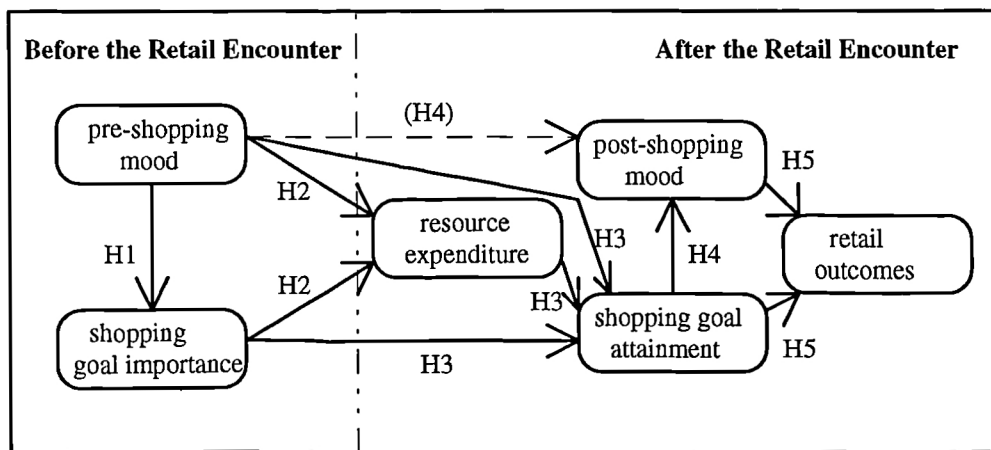 Before the Retail Encounter
After the Retail Encounter
pre-shopping
mood
(H4)
post-shopping
mood
H5
H2
resource
expenditure
H3
retail
outcomes
H1
H2
H4
H3
shopping
goal importance
H3
shopping goal
attainment
H5